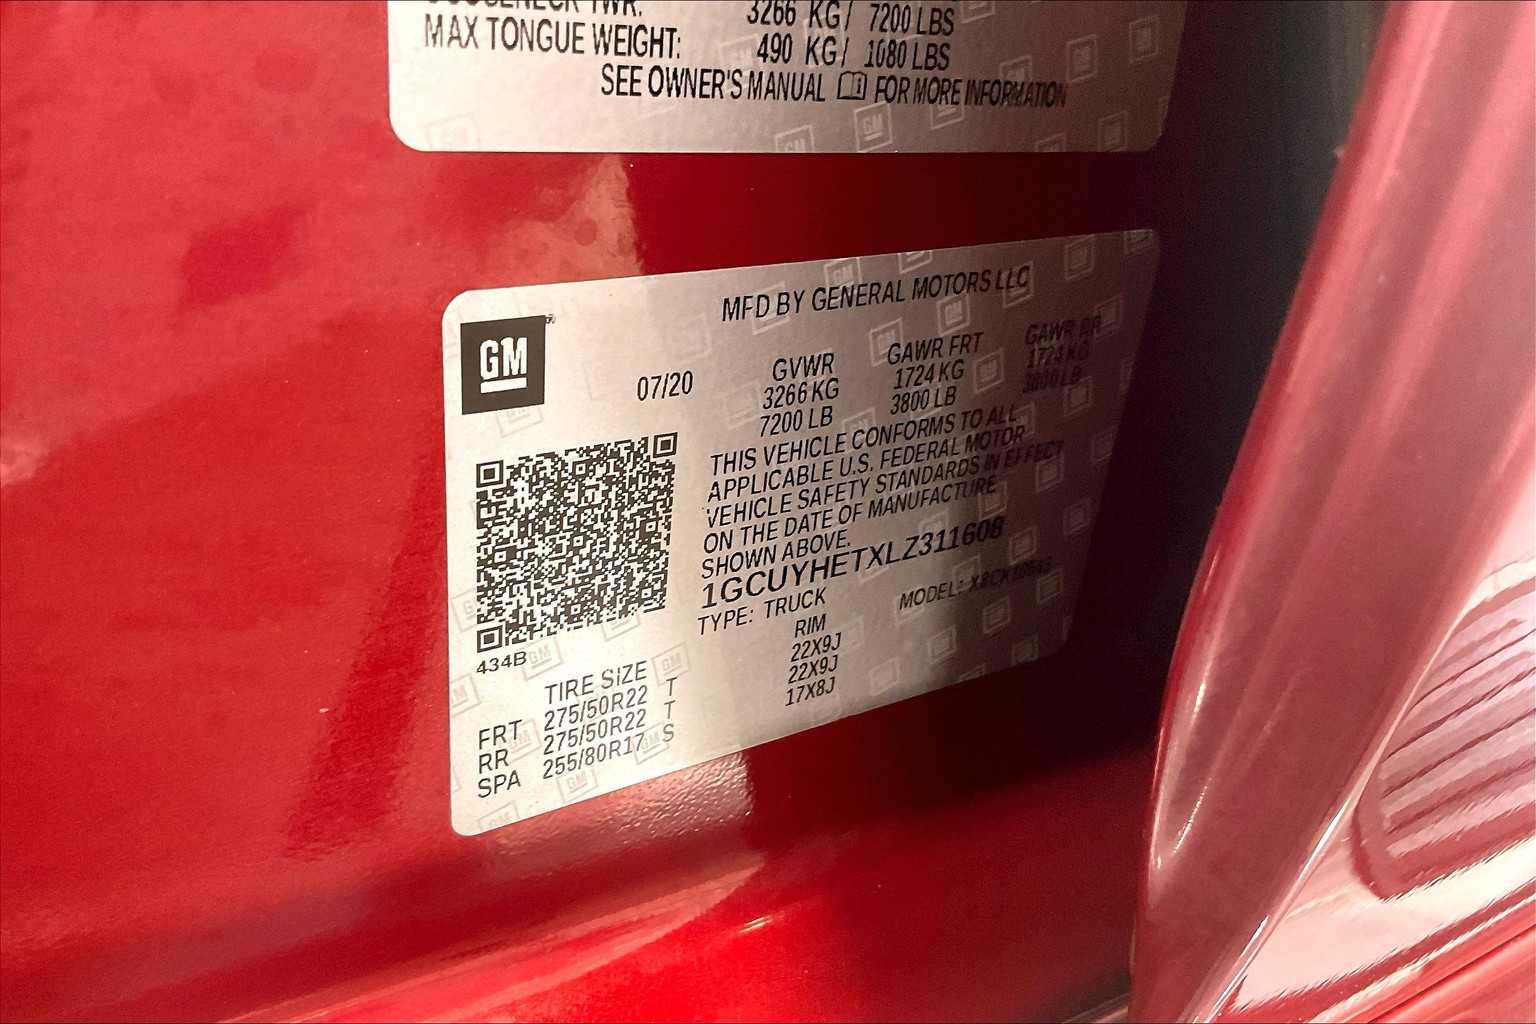 GOOSENECK TWR: 3266 KG/ 7200 LBS
MAX TONGUE WEIGHT: 490 KG/ 1080 LBS
SEE OWNER'S MANUAL FOR MORE INFORMATION
MFD BY GENERAL MOTORS LLC
GM
07/20
GVWR GAWR FRT GAWR RR
3266 KG 1724 KG 1724 KG
7200 LB 3800 LB 3800 LB
THIS VEHICLE CONFORMS TO ALL
APPLICABLE U.S. FEDERAL MOTOR
VEHICLE SAFETY STANDARDS IN EFFECT
ON THE DATE OF MANUFACTURE
SHOWN ABOVE.
1GCUYHETXLZ311608
TYPE: TRUCK MODEL:
434B
TIRE SIZE RIM
FRT 275/50R22 T 22X9J
RR 275/50R22 T 22X9J
SPA 255/80R17 S 17X8J